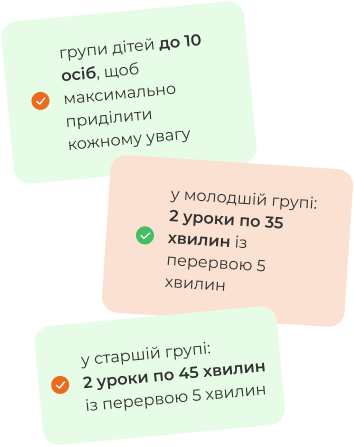 групи дітей до 10
осіб, щоб
максимально
приділити
кожному увагу
у молодшій групі:
2 уроки по 35
хвилин із
перервою 5
хвилин
у старшій групі:
2 уроки по 45 хвилин
із перервою 5 хвилин